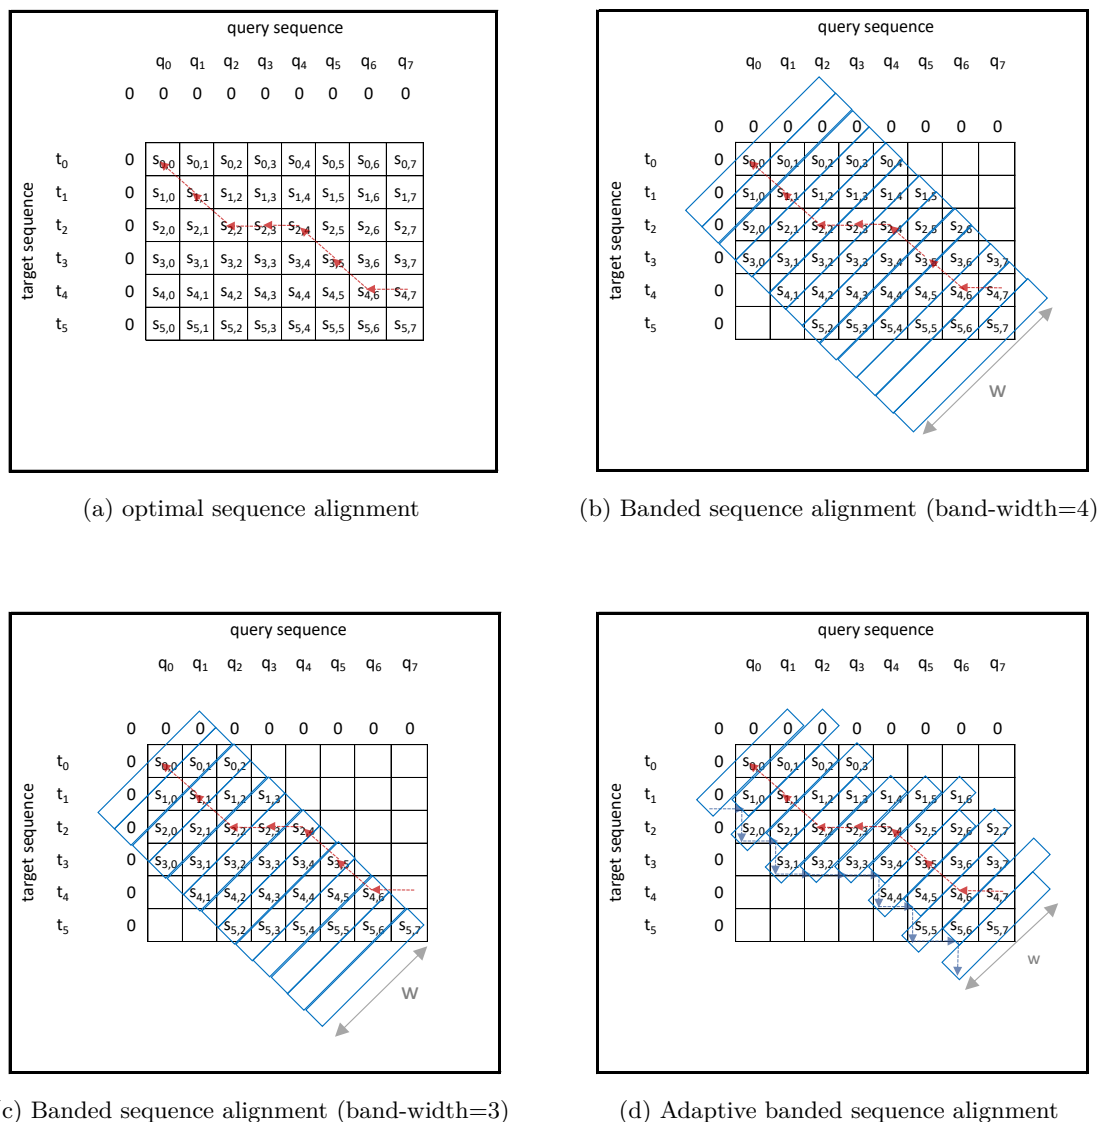 query sequence
q0 q1 q2 q3 q4 q5 q6 q7
0 0 0 0 0 0 0 0 0
target sequence
t0 0 s0,0 s0,1 s0,2 s0,3 s0,4 s0,5 s0,6 s0,7
t1 0 s1,0 s1,1 s1,2 s1,3 s1,4 s1,5 s1,6 s1,7
t2 0 s2,0 s2,1 s2,2 s2,3 s2,4 s2,5 s2,6 s2,7
t3 0 s3,0 s3,1 s3,2 s3,3 s3,4 s3,5 s3,6 s3,7
t4 0 s4,0 s4,1 s4,2 s4,3 s4,4 s4,5 s4,6 s4,7
t5 0 s5,0 s5,1 s5,2 s5,3 s5,4 s5,5 s5,6 s5,7
(a) optimal sequence alignment
query sequence
q0 q1 q2 q3 q4 q5 q6 q7
0 0 0 0 0 0 0 0 0
target sequence
t0 0 s0,0 s0,1 s0,2 s0,3 s0,4
t1 0 s1,0 s1,1 s1,2 s1,3 s1,4 s1,5
t2 0 s2,0 s2,1 s2,2 s2,3 s2,4 s2,5 s2,6
t3 0 s3,0 s3,1 s3,2 s3,3 s3,4 s3,5 s3,6 s3,7
t4 0 s4,1 s4,2 s4,3 s4,4 s4,5 s4,6 s4,7
t5 0 s5,2 s5,3 s5,4 s5,5 s5,6 s5,7
W
(b) Banded sequence alignment (band-width=4)
query sequence
q0 q1 q2 q3 q4 q5 q6 q7
0 0 0 0 0 0 0 0 0
target sequence
t0 0 s0,0 s0,1 s0,2
t1 0 s1,0 s1,1 s1,2 s1,3
t2 0 s2,0 s2,1 s2,2 s2,3 s2,4
t3 0 s3,0 s3,1 s3,2 s3,3 s3,4 s3,5
t4 0 s4,1 s4,2 s4,3 s4,4 s4,5 s4,6
t5 0 s5,2 s5,3 s5,4 s5,5 s5,6 s5,7
W
c) Banded sequence alignment (band-width=3)
query sequence
q0 q1 q2 q3 q4 q5 q6 q7
0 0 0 0 0 0 0 0 0
target sequence
t0 0 s0,0 s0,1 s0,2 s0,3
t1 0 s1,0 s1,1 s1,2 s1,3 s1,4 s1,5 s1,6
t2 0 s2,0 s2,1 s2,2 s2,3 s2,4 s2,5 s2,6 s2,7
t3 0 s3,1 s3,2 s3,3 s3,4 s3,5 s3,6 s3,7
t4 0 s4,4 s4,5 s4,6 s4,7
t5 0 s5,5 s5,6 s5,7
W
(d) Adaptive banded sequence alignment